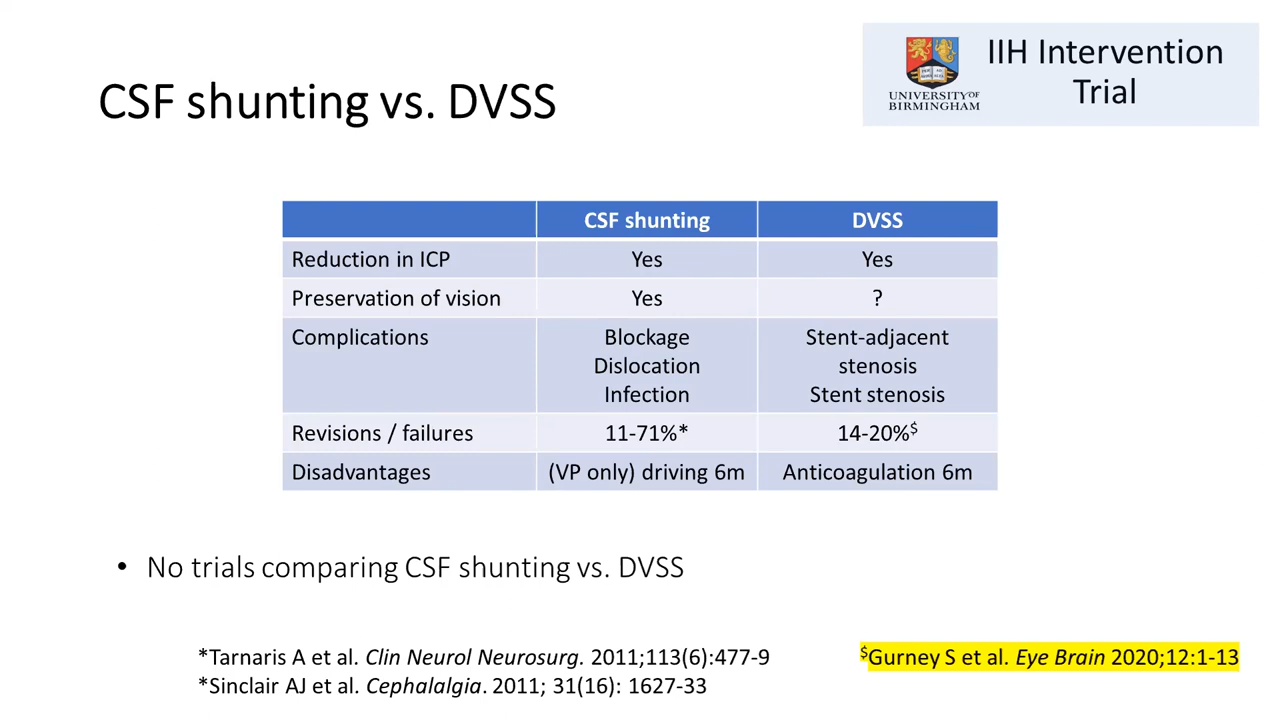 IIH Intervention
Trial
UNIVERSITYOF
BIRMINGHAM
CSF shunting vs. DVSS
CSF shunting DVSS
Reduction in ICP Yes Yes
Preservation of vision Yes ?
Complications Blockage Stent-adjacent
Dislocation stenosis
Infection Stent stenosis
Revisions / failures 11-71%* 14-20%$
Disadvantages (VP only) driving 6m Anticoagulation 6m
• No trials comparing CSF shunting vs. DVSS
*Tarnaris A et al. Clin Neurol Neurosurg. 2011;113(6):477-9
*Sinclair AJ et al. Cephalalgia. 2011; 31(16): 1627-33
$Gurney S et al. Eye Brain 2020;12:1-13